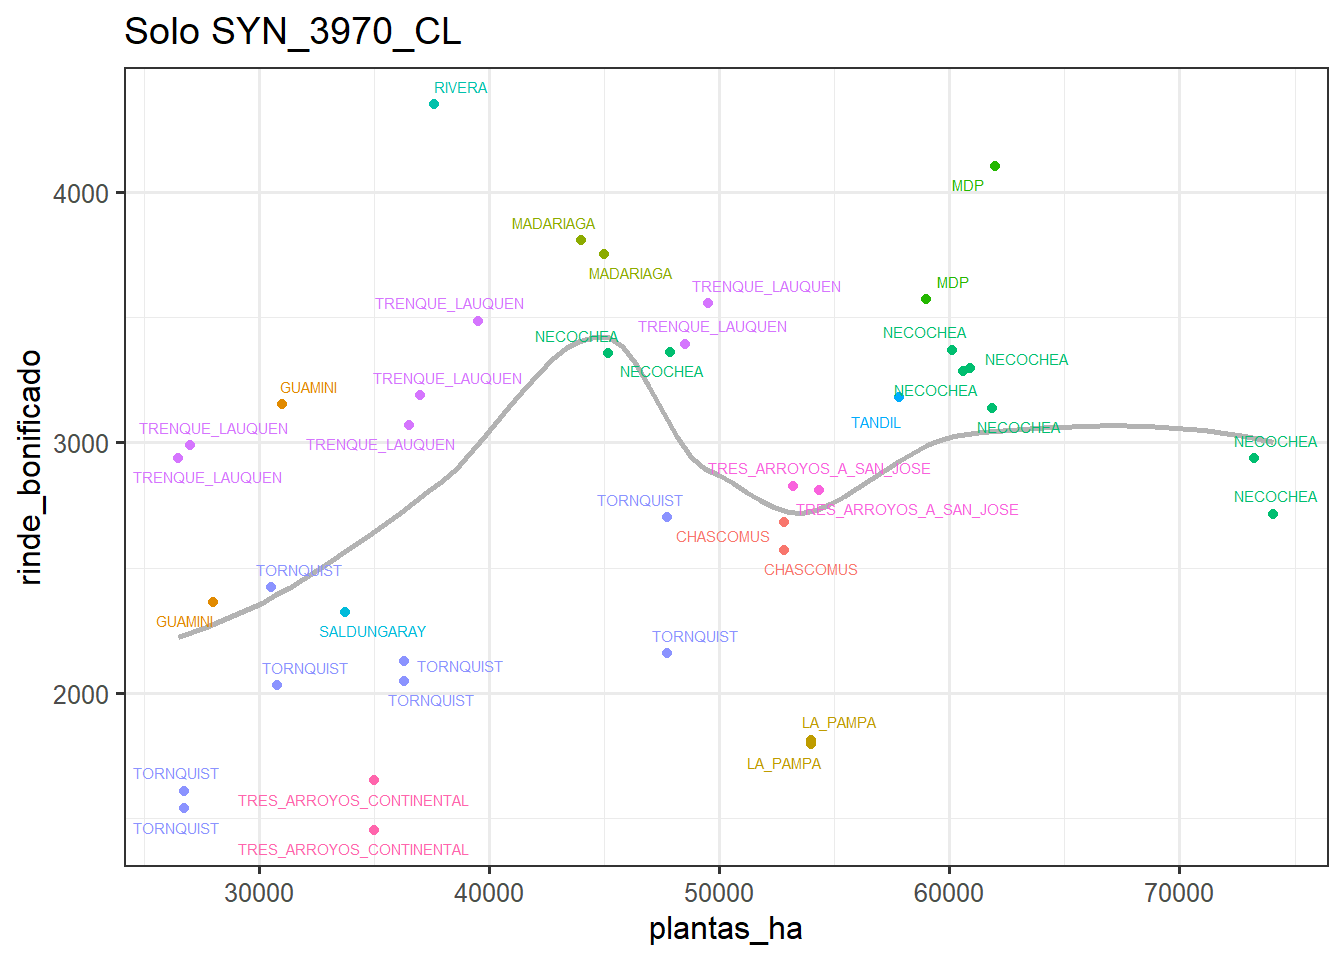 Solo SYN_3970_CL
RIVERA
MDP
MADARIAGA
MADARIAGA
MDP
TRENQUE_LAUQUEN
TRENQUE_LAUQUEN
TRENQUE_LAUQUEN
NECOCHEA
NECOCHEA
NECOCHEA
NECOCHEA
TRENQUE_LAUQUEN
NECOCHEA
GUAMINI
NECOCHEA
TANDIL
NECOCHEA
TRENQUE_LAUQUEN
TRENQUE_LAUQUEN
NECOCHEA
TRENQUE_LAUQUEN
TRES_ARROYOS_A_SAN_JOSE
NECOCHEA
TORNQUIST
TRES_ARROYOS_A_SAN_JOSE
CHASCOMUS
CHASCOMUS
TORNQUIST
GUAMINI
SALDUNGARAY
TORNQUIST
TORNQUIST
TORNQUIST
TORNQUIST
LA_PAMPA
LA_PAMPA
TORNQUIST
TRES_ARROYOS_CONTINENTAL
TORNQUIST
TRES_ARROYOS_CONTINENTAL
4000
3000
2000
rinde_bonificado
30000 40000 50000 60000 70000
plantas_ha